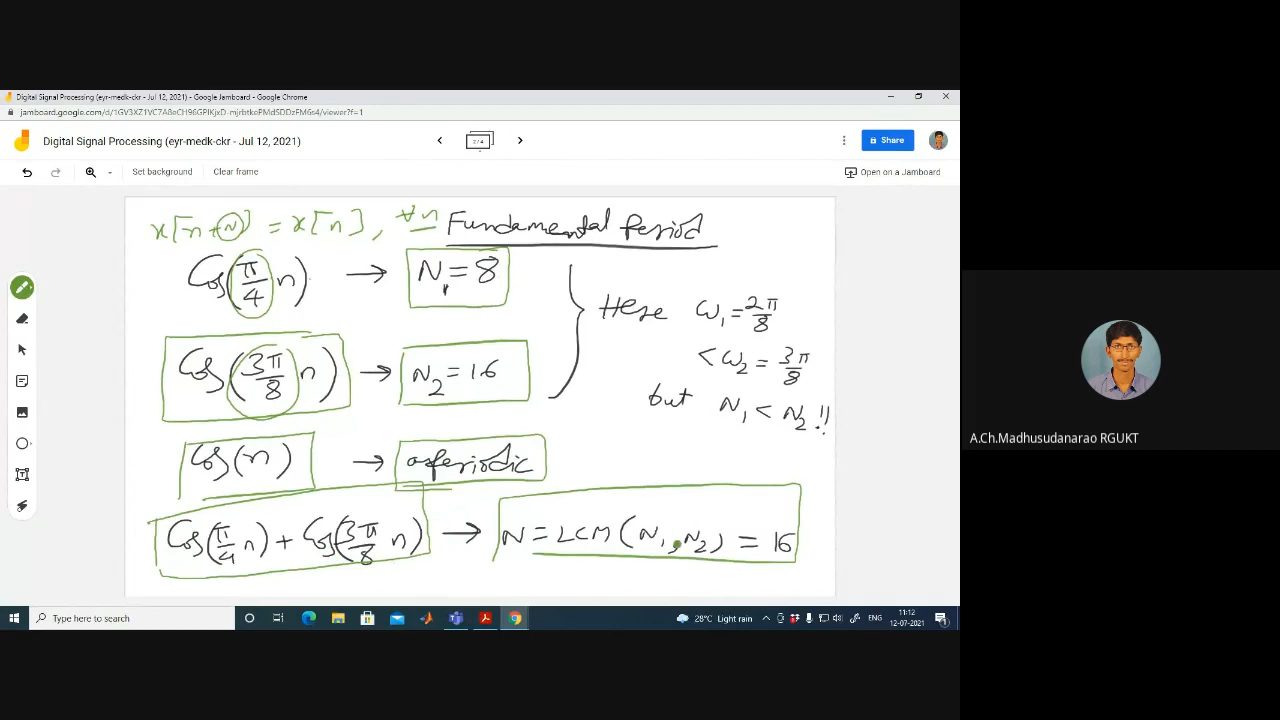 Digital Signal Processing (eyr-medk-ckr - Jul 12, 2021) - Google Jamboard - Google Chrome
Digital Signal Processing (eyr-medk-ckr - Jul 12, 2021)
2 / 4
Share
Set background
Clear frame
Open on a Jamboard
x[n+N] = x[n], ∀n Fundamental Period
Cos(π/4 n) → N₁ = 8
Here ω₁ = 2π/8
Cos(3π/8 n) → N₂ = 16
< ω₂ = 3π/8
but N₁ < N₂ !!
Cos(n) → aperiodic
Cos(π/4 n) + Cos(3π/8 n) → N = LCM(N₁, N₂) = 16
A.Ch.Madhusudanarao RGUKT
Type here to search
28°C Light rain
ENG
11:12
12-07-2021